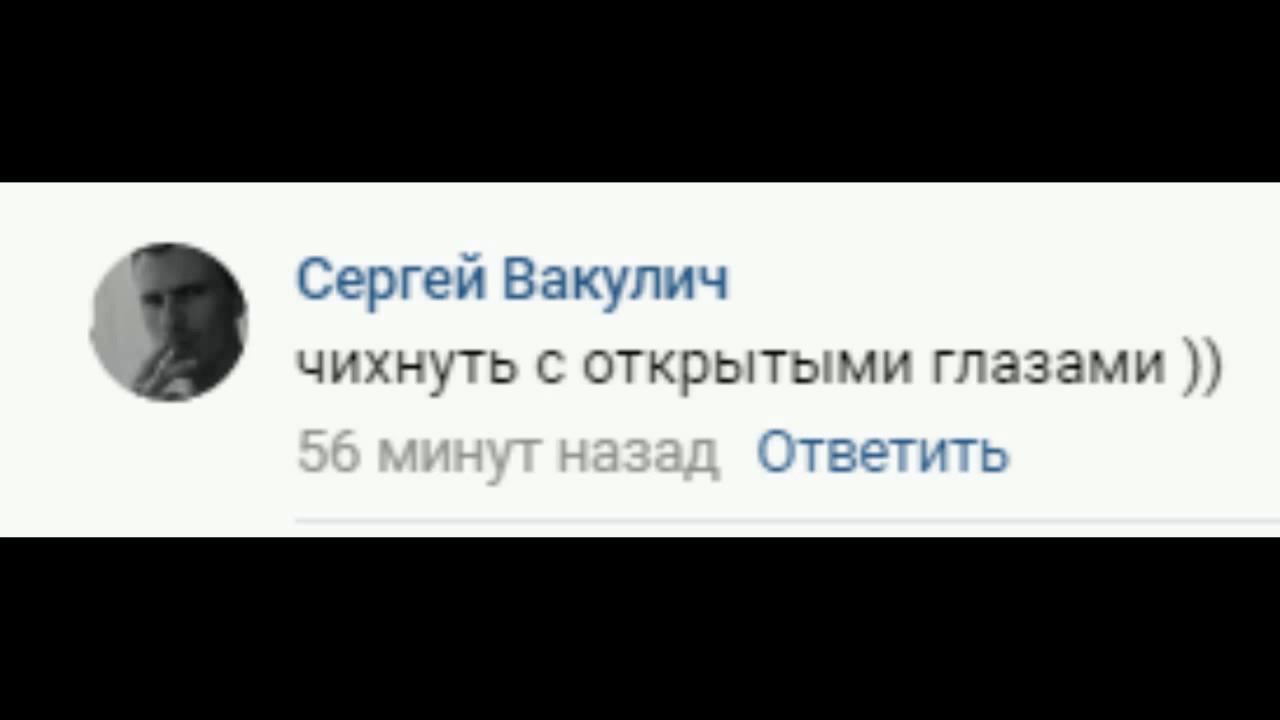 Сергей Вакулич
чихнуть с открытыми глазами ))
56 минут назад Ответить